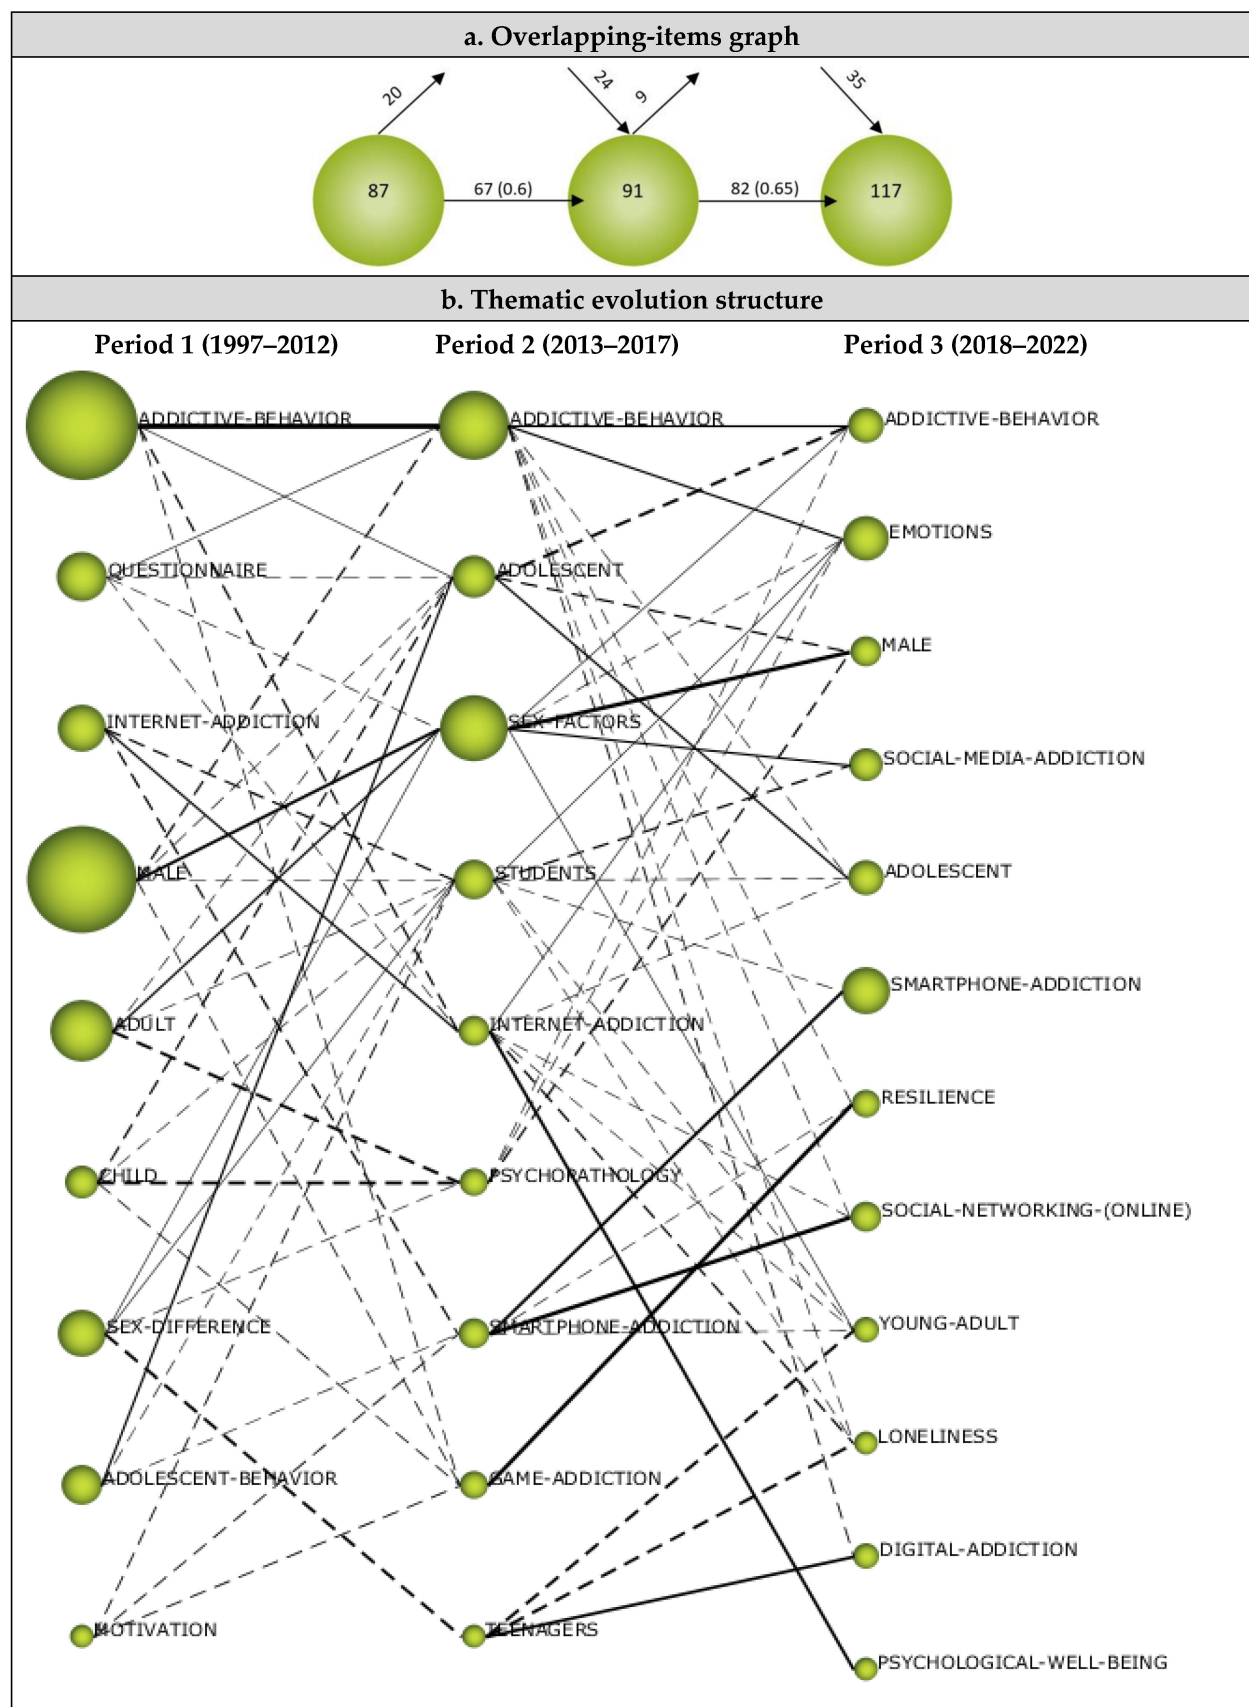 a. Overlapping-items graph
20
24
9
35
87
67 (0.6)
91
82 (0.65)
117
b. Thematic evolution structure
Period 1 (1997–2012) Period 2 (2013–2017) Period 3 (2018–2022)
ADDICTIVE-BEHAVIOR
QUESTIONNAIRE
INTERNET-ADDICTION
MALE
ADULT
CHILD
SEX-DIFFERENCE
ADOLESCENT-BEHAVIOR
MOTIVATION
ADDICTIVE-BEHAVIOR
ADOLESCENT
SEX-FACTORS
STUDENTS
INTERNET-ADDICTION
PSYCHOPATHOLOGY
SMARTPHONE-ADDICTION
GAME-ADDICTION
TEENAGERS
ADDICTIVE-BEHAVIOR
EMOTIONS
MALE
SOCIAL-MEDIA-ADDICTION
ADOLESCENT
SMARTPHONE-ADDICTION
RESILIENCE
SOCIAL-NETWORKING-(ONLINE)
YOUNG-ADULT
LONELINESS
DIGITAL-ADDICTION
PSYCHOLOGICAL-WELL-BEING